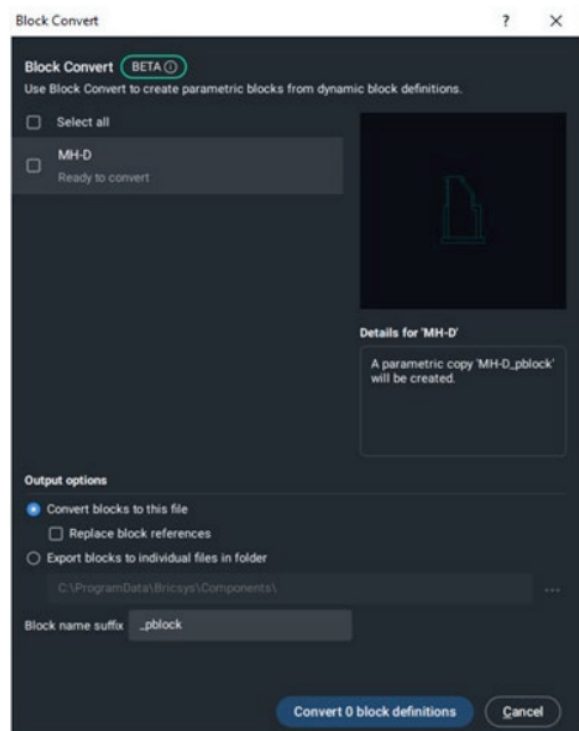 Block Convert
?
Block Convert BETA
Use Block Convert to create parametric blocks from dynamic block definitions.
Select all
MH-D
Ready to convert
Details for 'MH-D'
A parametric copy 'MH-D_pblock'
will be created.
Output options
Convert blocks to this file
Replace block references
Export blocks to individual files in folder
C:\ProgramData\Bricsys\Components\
...
Block name suffix _pblock
Convert 0 block definitions Cancel